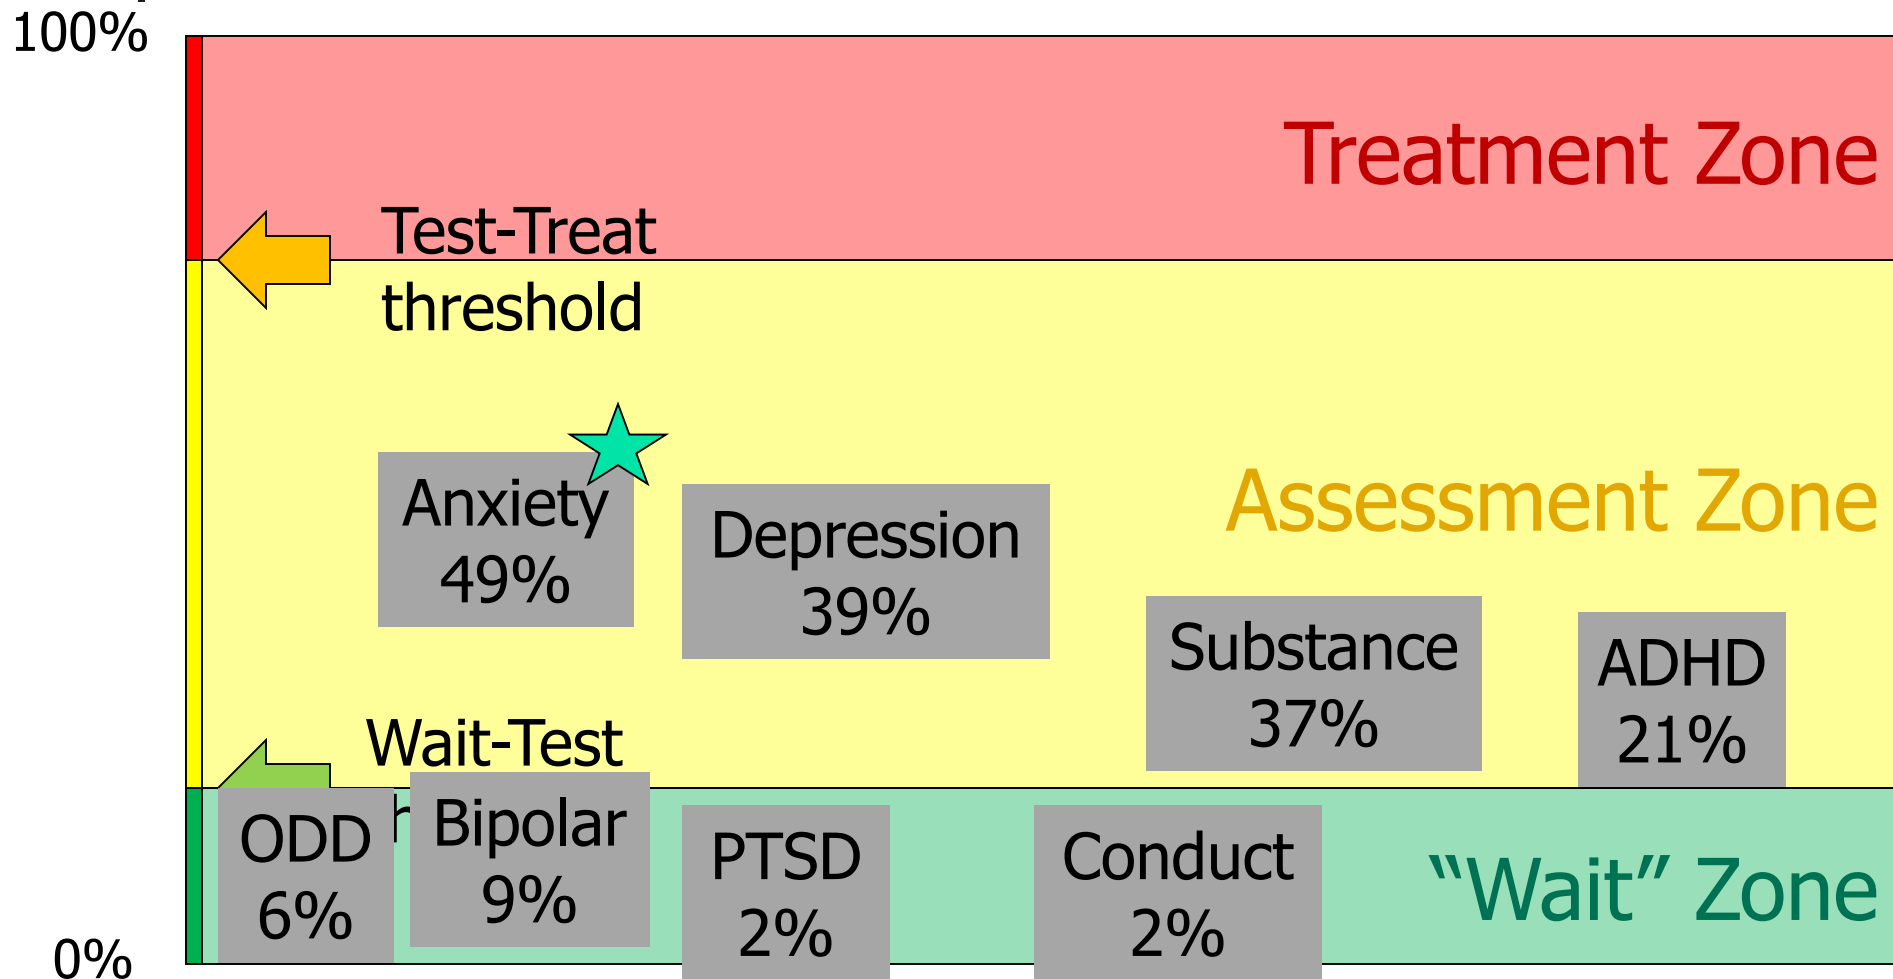 100%
Treatment Zone
Test-Treat
threshold
Anxiety
49%
Depression
39%
Assessment Zone
Substance
37%
ADHD
21%
Wait-Test
ODD
6%
Bipolar
9%
PTSD
2%
Conduct
2%
“Wait” Zone
0%